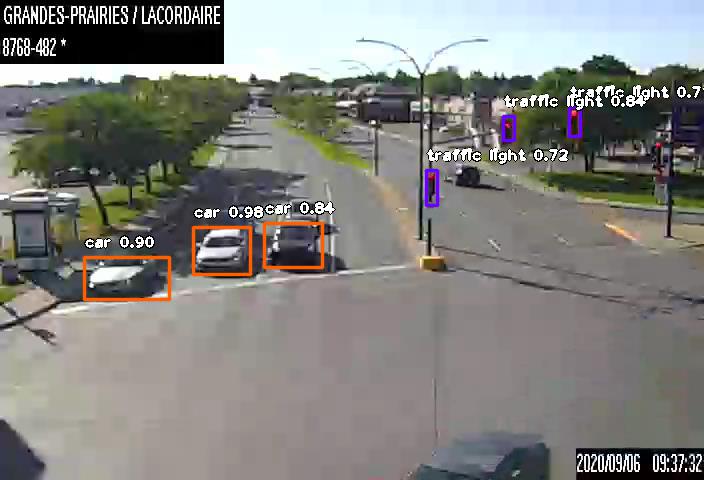 GRANDES-PRAIRIES / LACORDAIRE
8768-482 *
traffic light 0.7
traffic light 0.84
traffic light 0.72
car 0.98
car 0.84
car 0.90
2020/09/06 09:37:32